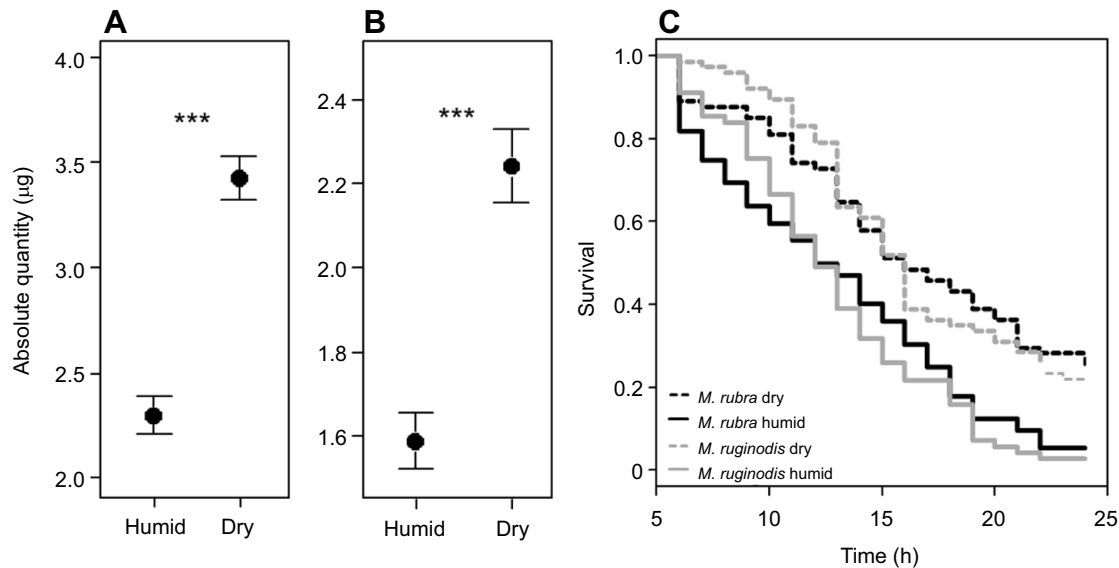 A
B
C
Absolute quantity (μg)
4.0
3.5
3.0
2.5
2.0
***
Humid
Dry
2.4
2.2
2.0
1.8
1.6
***
Humid
Dry
Survival
1.0
0.8
0.6
0.4
0.2
0
M. rubra dry
M. rubra humid
M. ruginodis dry
M. ruginodis humid
5
10
15
20
25
Time (h)